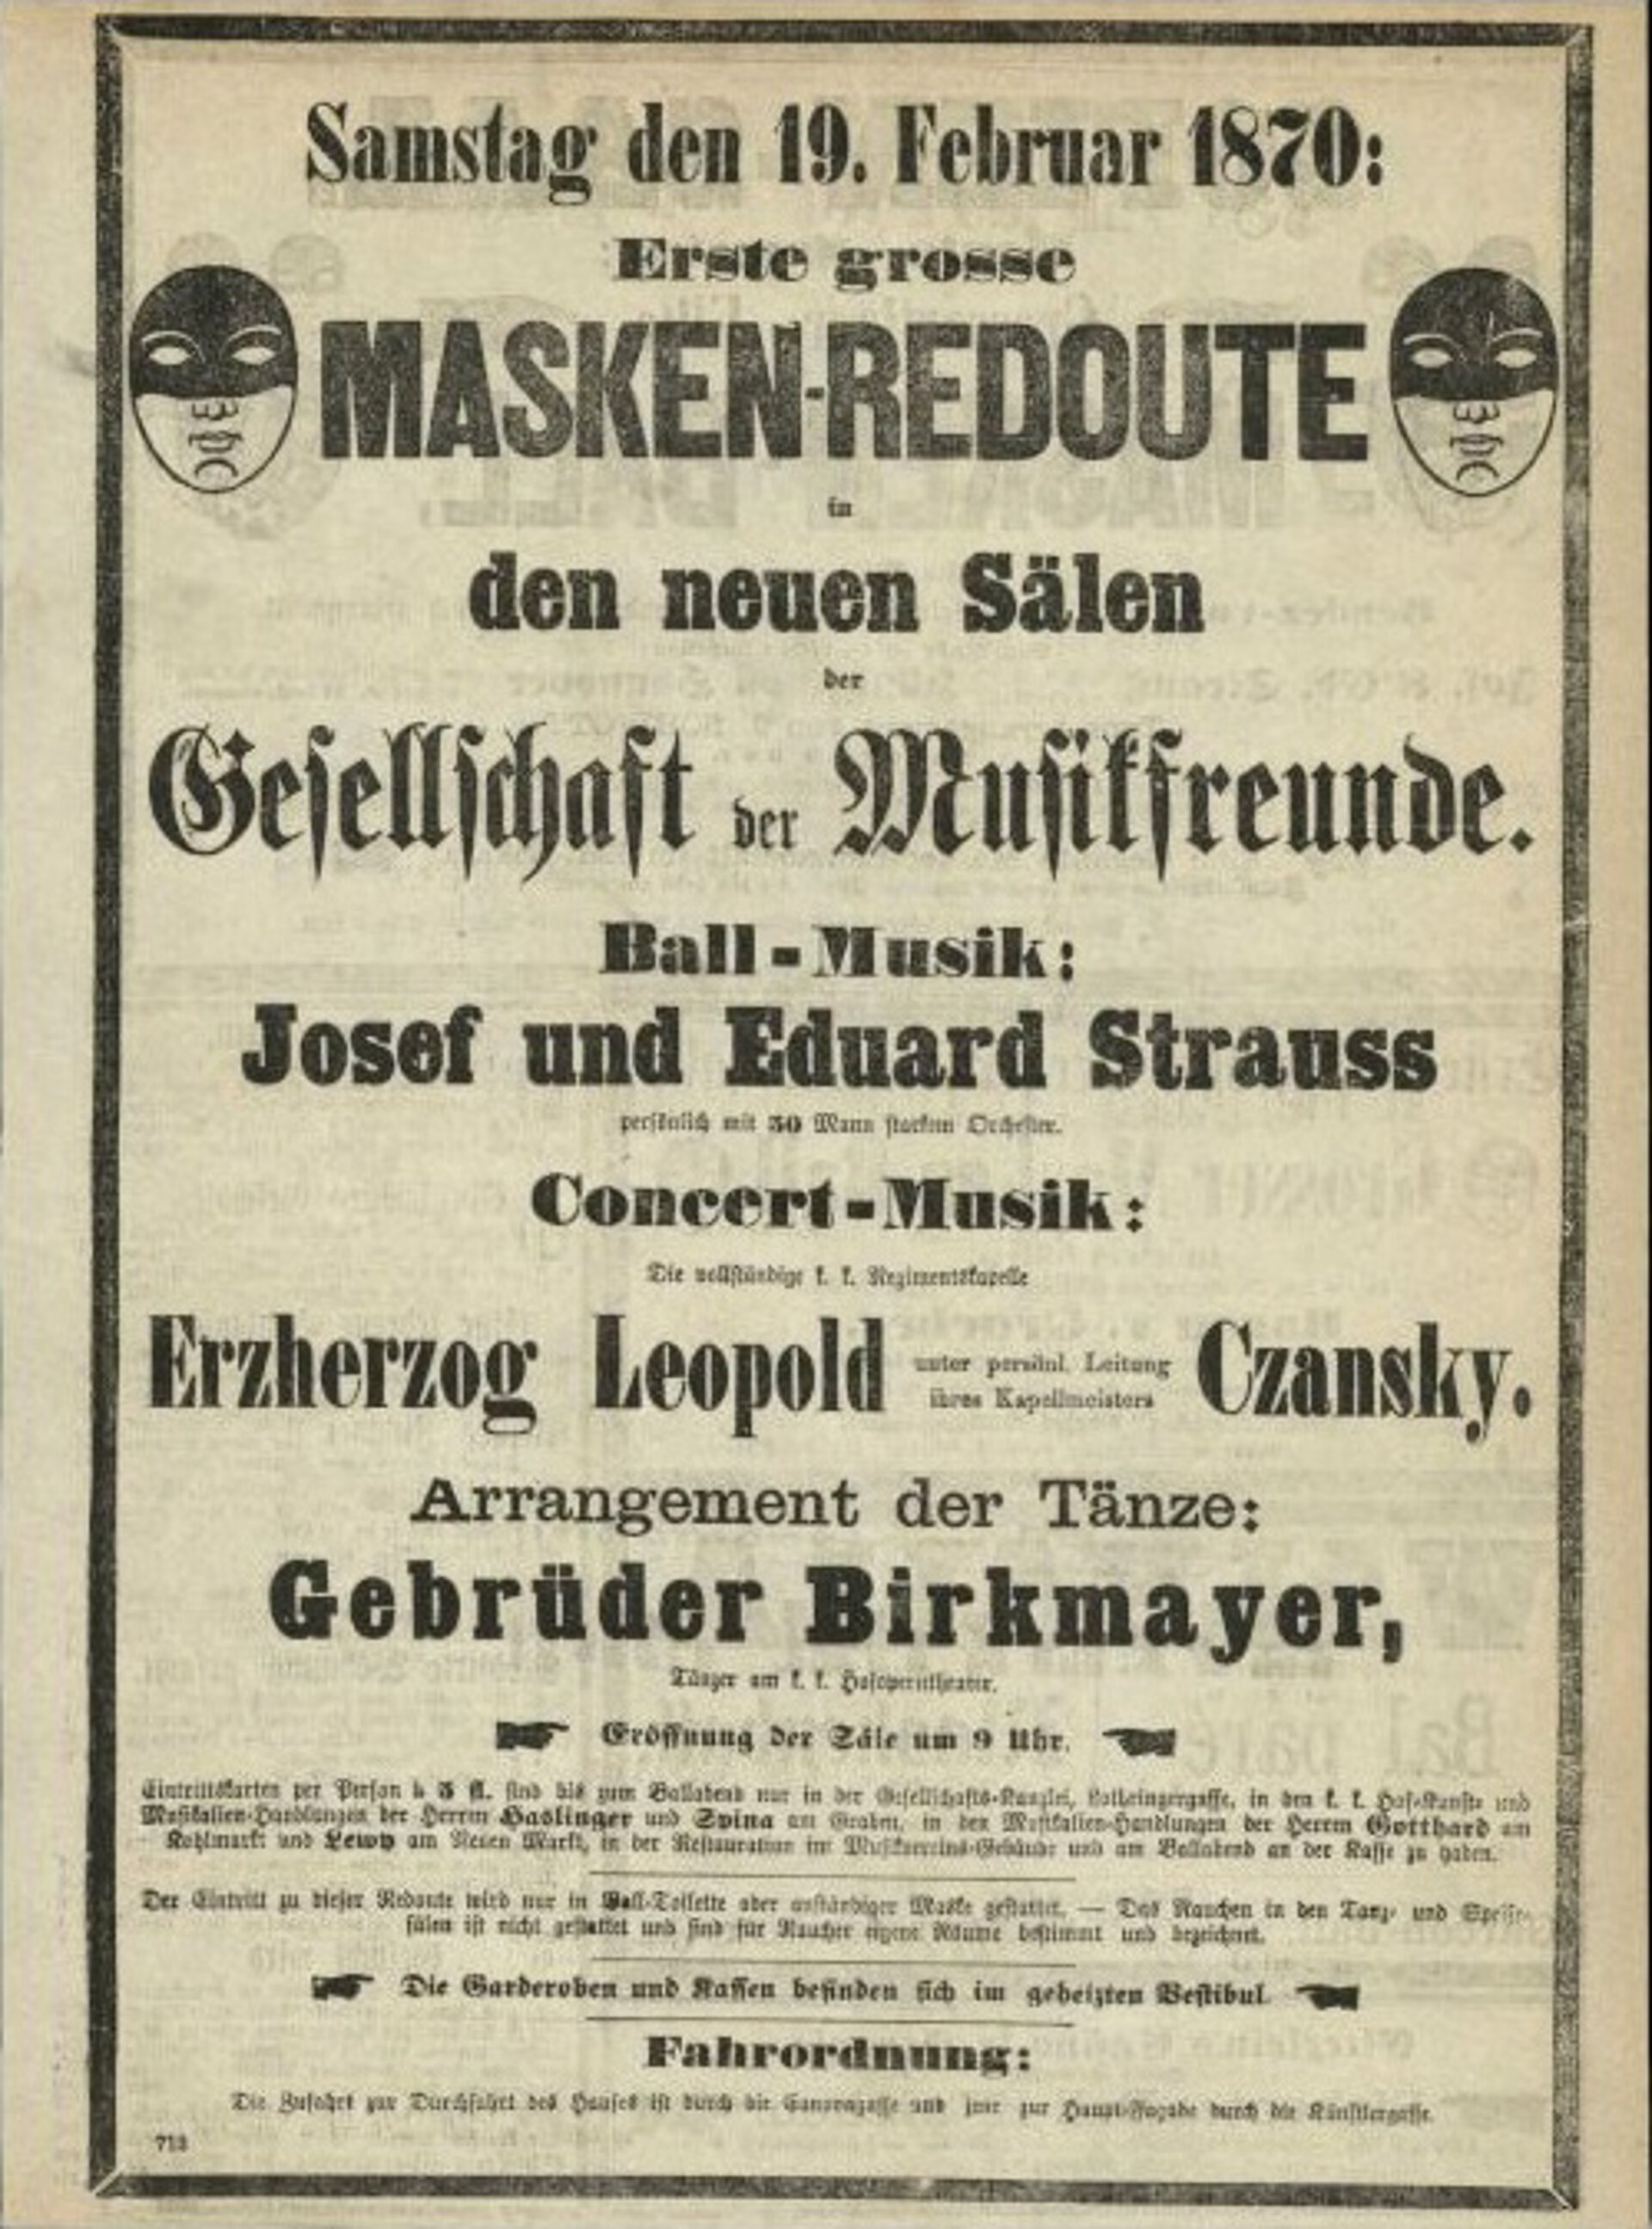 Samstag den 19. Februar 1870:
Erste grosse
MASKEN-REDOUTE
in
den neuen Sälen
der
Gesellschaft der Musikfreunde.
Ball-Musik:
Josef und Eduard Strauss
persönlich mit 50 Mann starkem Orchester.
Concert-Musik:
Die vollständige k. k. Regimentskapelle
Erzherzog Leopold unter persönl. Leitung ihres Kapellmeisters Czansky.
Arrangement der Tänze:
Gebrüder Birkmayer,
Tänzer am k. k. Hofoperntheater.
Eröffnung der Säle um 9 Uhr.
Eintrittskarten per Person à 3 fl. sind bis zum Ballabend nur in der Gesellschafts-Kanzlei, Lothringergasse, in den k. k. Hof-Kunst- und
Musikalien-Handlungen der Herren Haslinger und Spina am Graben, in den Musikalien-Handlungen der Herren Gotthard am
Kohlmarkt und Lewy am Neuen Markt, in der Restauration im Musikvereins-Gebäude und am Ballabend an der Kasse zu haben.
Der Eintritt zu dieser Redoute wird nur in Ball-Toilette oder anständiger Maske gestattet. — Das Rauchen in den Tanz- und Speise-
sälen ist nicht gestattet und sind für Raucher eigene Räume bestimmt und bezeichnet.
Die Garderoben und Kassen befinden sich im geheizten Vestibul.
Fahrordnung:
Die Zufahrt zur Durchfahrt des Hauses ist durch die Canovagasse und jene zur Haupt-Façade durch die Künstlergasse.
713